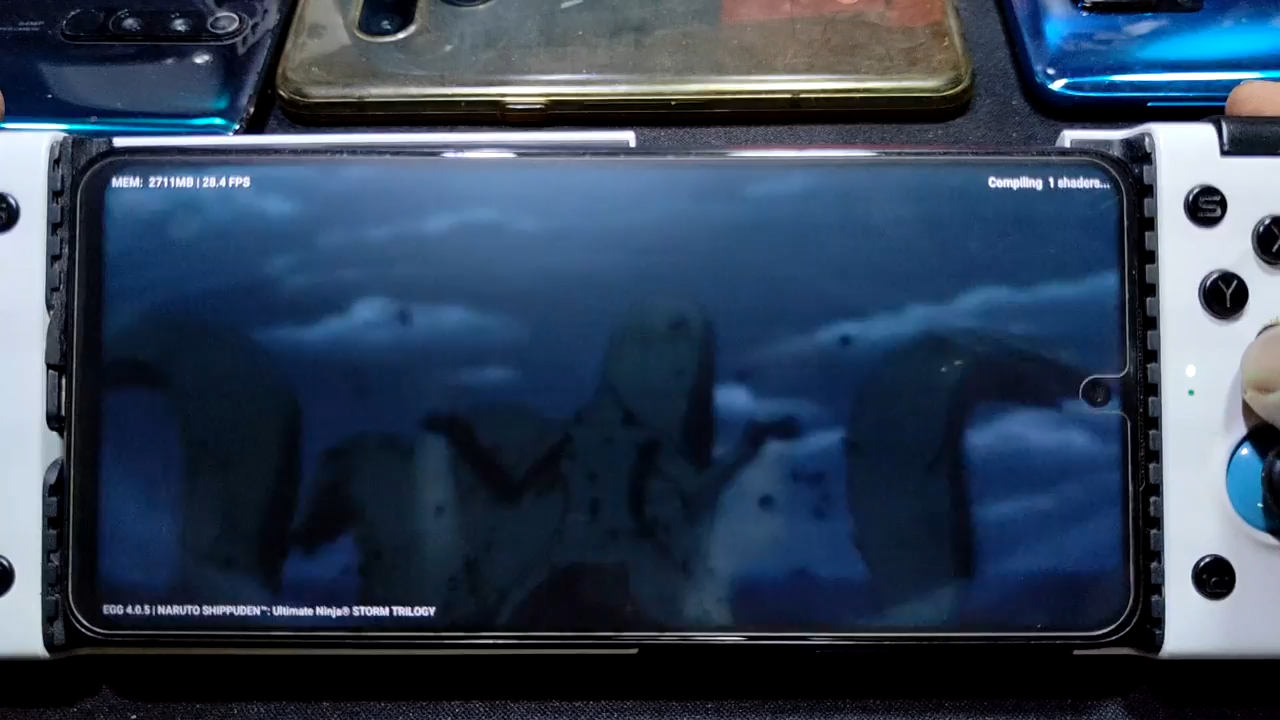 MEM: 2711MB | 28.4 FPS
Compiling 1 shaders...
S
X
Y
EGG 4.0.5 | NARUTO SHIPPUDEN™: Ultimate Ninja® STORM TRILOGY